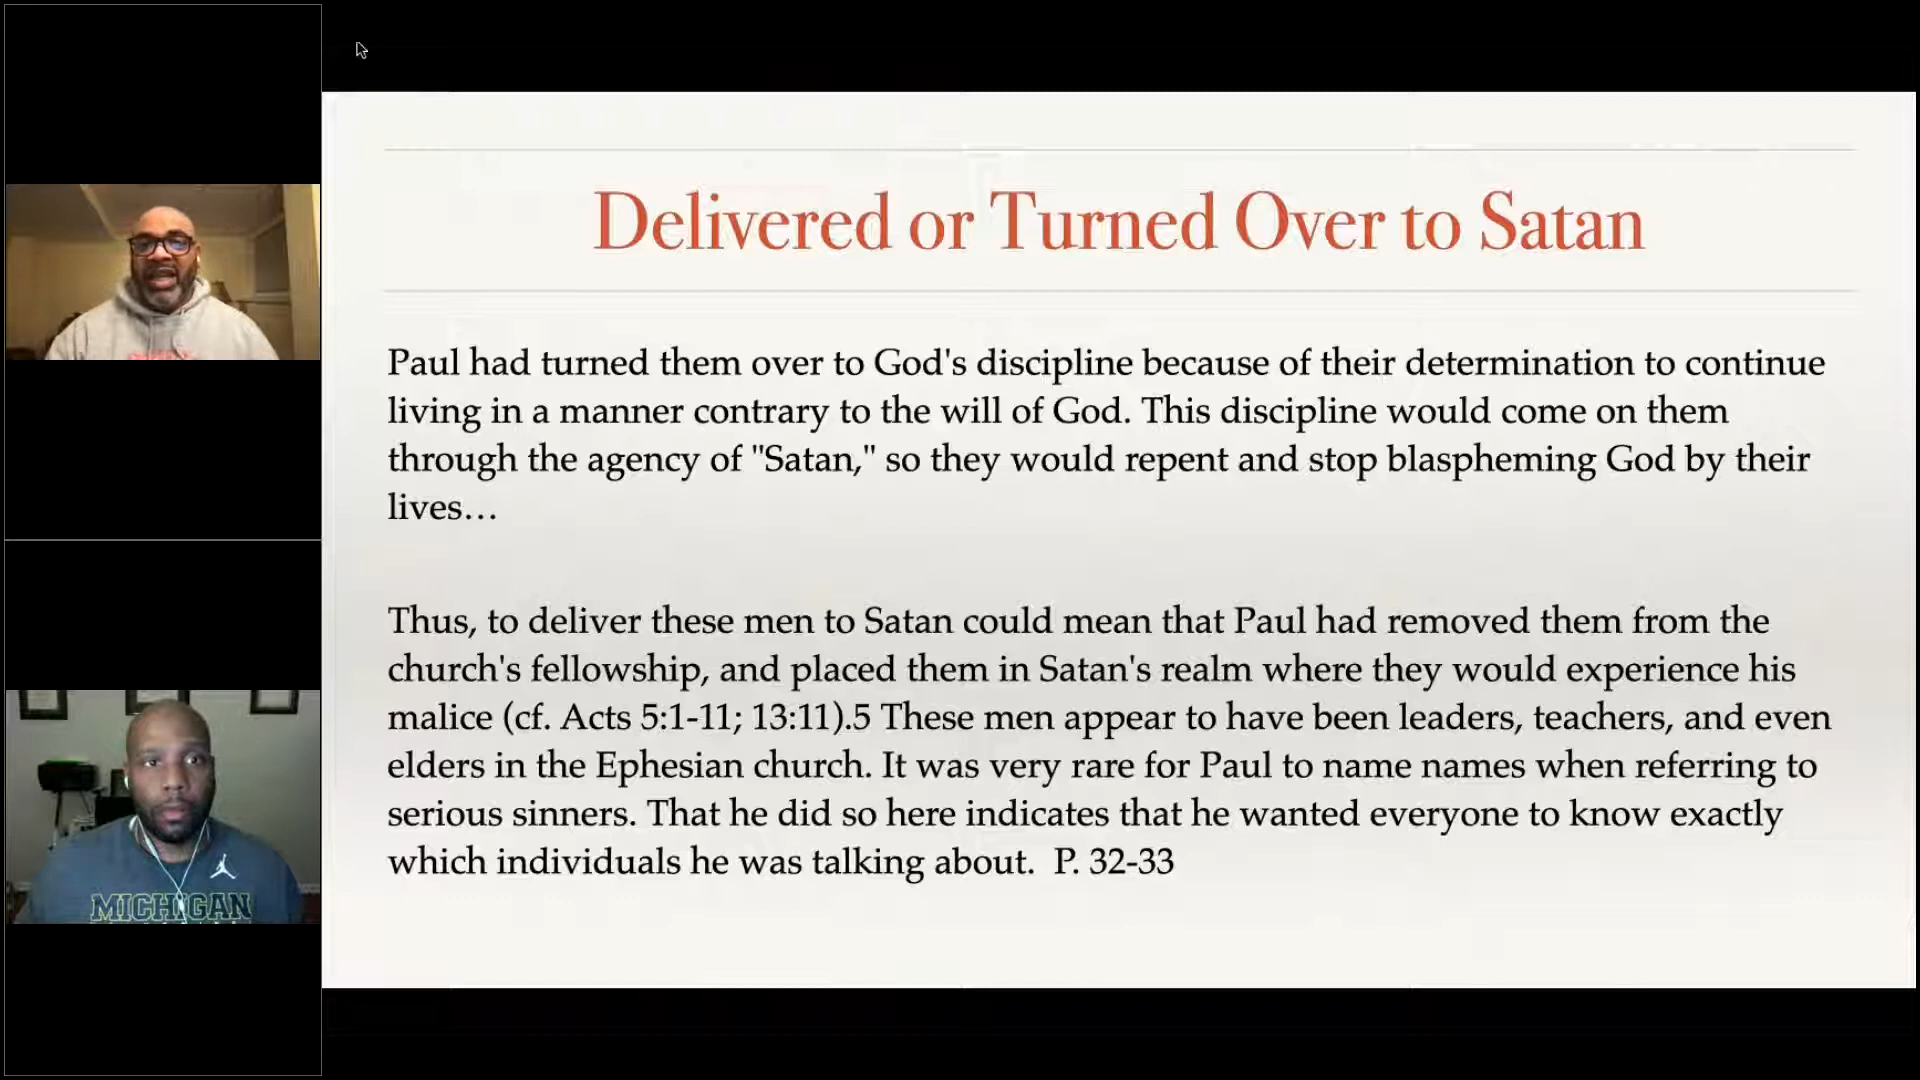 Delivered or Turned Over to Satan
Paul had turned them over to God's discipline because of their determination to continue
living in a manner contrary to the will of God. This discipline would come on them
through the agency of "Satan," so they would repent and stop blaspheming God by their
lives…
Thus, to deliver these men to Satan could mean that Paul had removed them from the
church's fellowship, and placed them in Satan's realm where they would experience his
malice (cf. Acts 5:1-11; 13:11).5 These men appear to have been leaders, teachers, and even
elders in the Ephesian church. It was very rare for Paul to name names when referring to
serious sinners. That he did so here indicates that he wanted everyone to know exactly
which individuals he was talking about.  P. 32-33
MICHIGAN